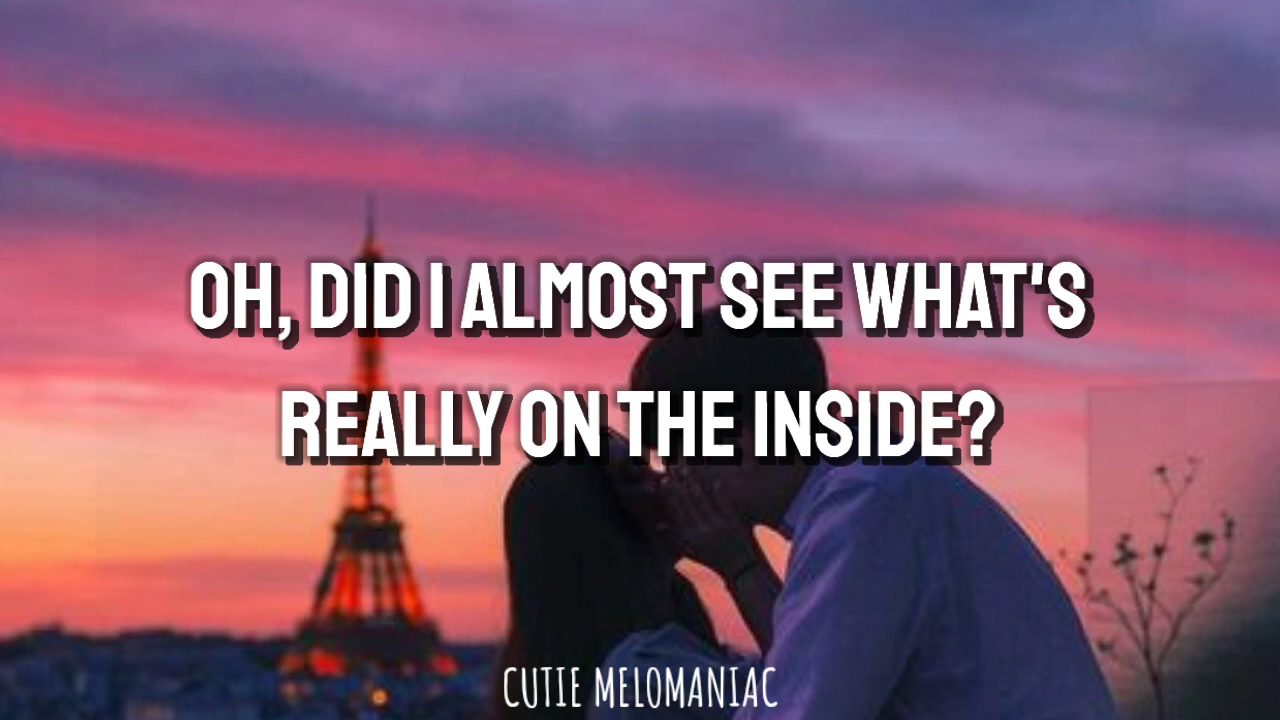 OH, DID I ALMOST SEE WHAT'S
REALLY ON THE INSIDE?
CUTIE MELOMANIAC